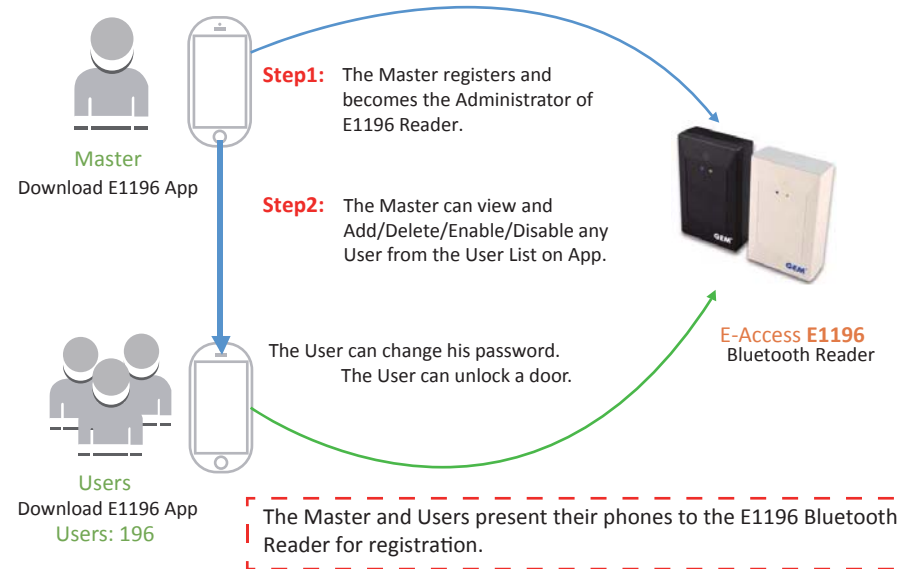 Step1: The Master registers and
becomes the Administrator of
E1196 Reader.
Master
Download E1196 App
Step2: The Master can view and
Add/Delete/Enable/Disable any
User from the User List on App.
GEM
GEM
E-Access E1196
Bluetooth Reader
The User can change his password.
The User can unlock a door.
Users
Download E1196 App
Users: 196
The Master and Users present their phones to the E1196 Bluetooth
Reader for registration.